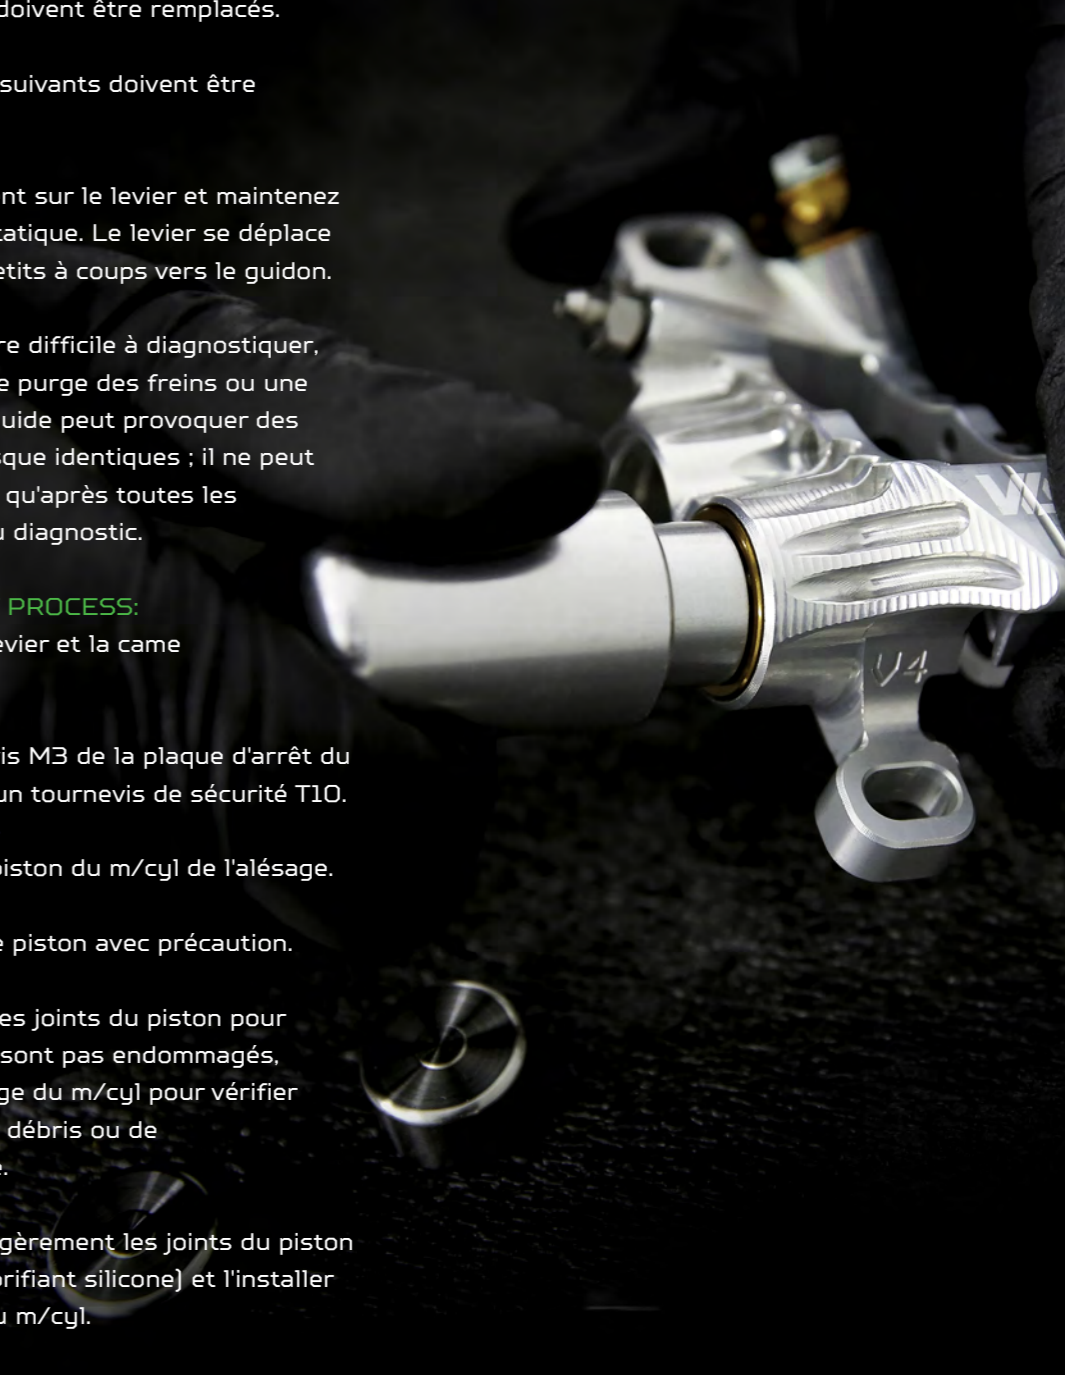 doivent être remplacés.
suivants doivent être
nt sur le levier et maintenez
tatique. Le levier se déplace
etits à coups vers le guidon.
re difficile à diagnostiquer,
e purge des freins ou une
uide peut provoquer des
sque identiques ; il ne peut
qu'après toutes les
u diagnostic.
PROCESS:
evier et la came
is M3 de la plaque d'arrêt du
un tournevis de sécurité T10.
piston du m/cyl de l'alésage.
e piston avec précaution.
es joints du piston pour
sont pas endommagés,
ge du m/cyl pour vérifier
débris ou de
e.
gèrement les joints du piston
orifiant silicone) et l'installer
u m/cyl.
V4